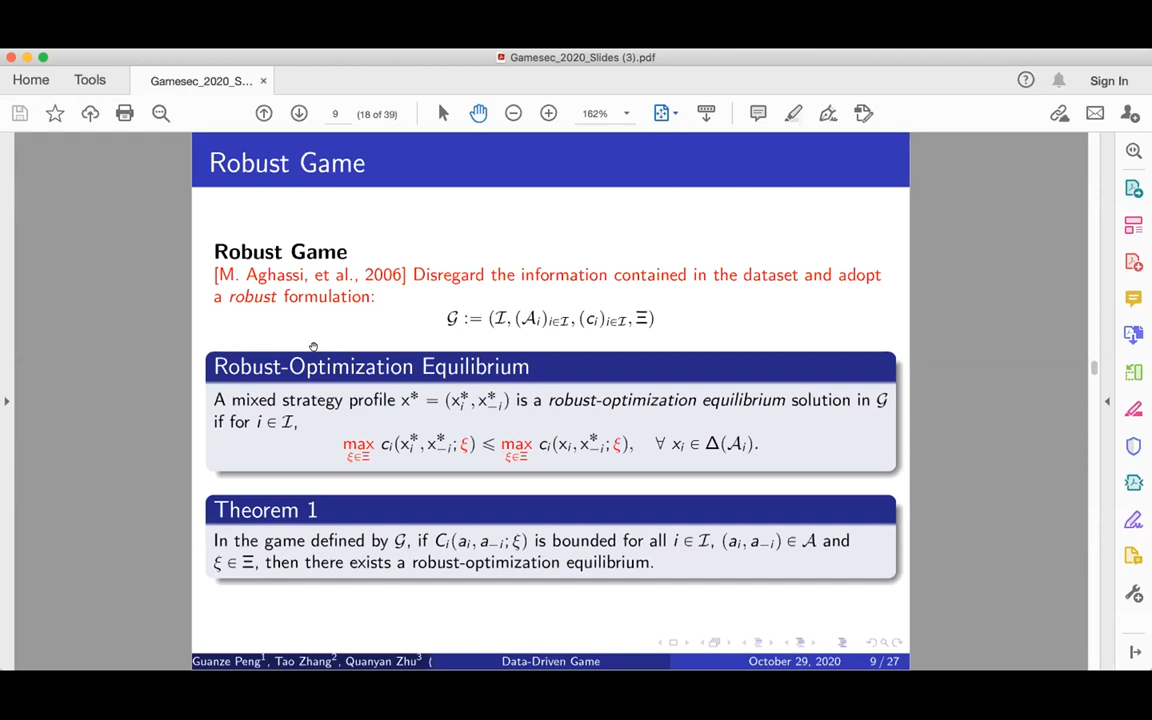 Gamesec_2020_Slides (3).pdf
Home Tools Gamesec_2020_S... × Sign In
9 (18 of 39) 162%
Robust Game
Robust Game
[M. Aghassi, et al., 2006] Disregard the information contained in the dataset and adopt
a robust formulation:
𝒢 := (ℐ, (𝒜ᵢ)ᵢ∈ℐ, (cᵢ)ᵢ∈ℐ, Ξ)
Robust-Optimization Equilibrium
A mixed strategy profile x* = (xᵢ*, x₋ᵢ*) is a robust-optimization equilibrium solution in 𝒢
if for i ∈ ℐ,
max_{ξ∈Ξ} cᵢ(xᵢ*, x₋ᵢ*; ξ) ⩽ max_{ξ∈Ξ} cᵢ(xᵢ, x₋ᵢ*; ξ), ∀ xᵢ ∈ Δ(𝒜ᵢ).
Theorem 1
In the game defined by 𝒢, if Cᵢ(aᵢ, a₋ᵢ; ξ) is bounded for all i ∈ ℐ, (aᵢ, a₋ᵢ) ∈ 𝒜 and
ξ ∈ Ξ, then there exists a robust-optimization equilibrium.
Guanze Peng¹, Tao Zhang², Quanyan Zhu³ ( Data-Driven Game October 29, 2020 9 / 27